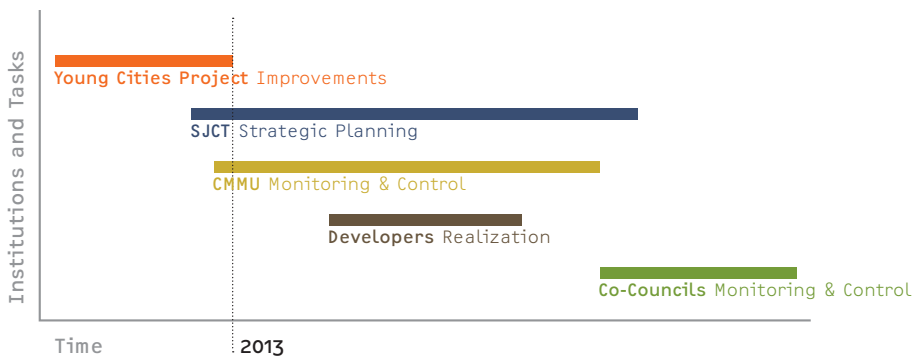 Institutions and Tasks
Young Cities Project Improvements
SJCT Strategic Planning
CMMU Monitoring & Control
Developers Realization
Co-Councils Monitoring & Control
Time
2013